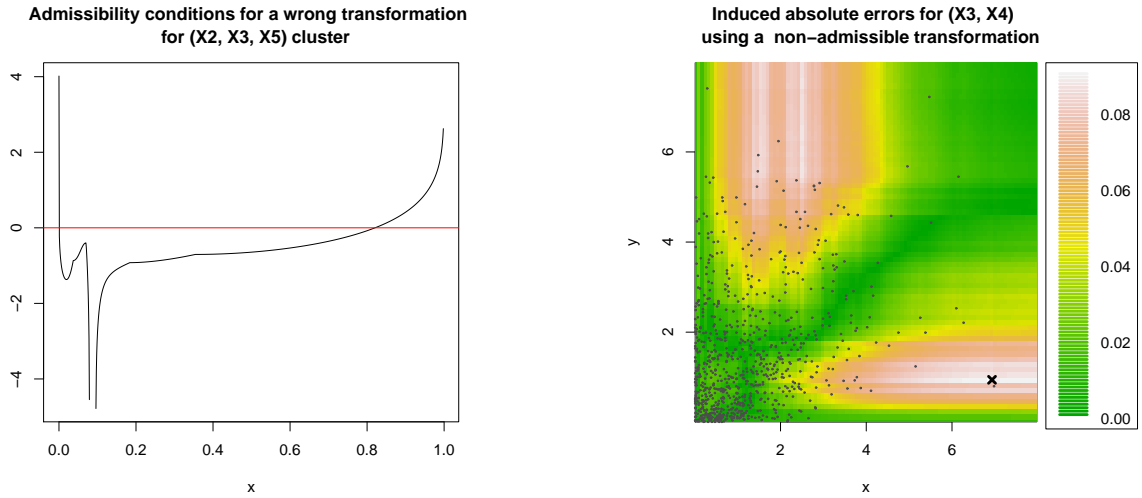 Admissibility conditions for a wrong transformation
for (X2, X3, X5) cluster
4
2
0
−2
−4
0.0 0.2 0.4 0.6 0.8 1.0
x
Induced absolute errors for (X3, X4)
using a non−admissible transformation
y
6
4
2
2 4 6
x
0.08
0.06
0.04
0.02
0.00